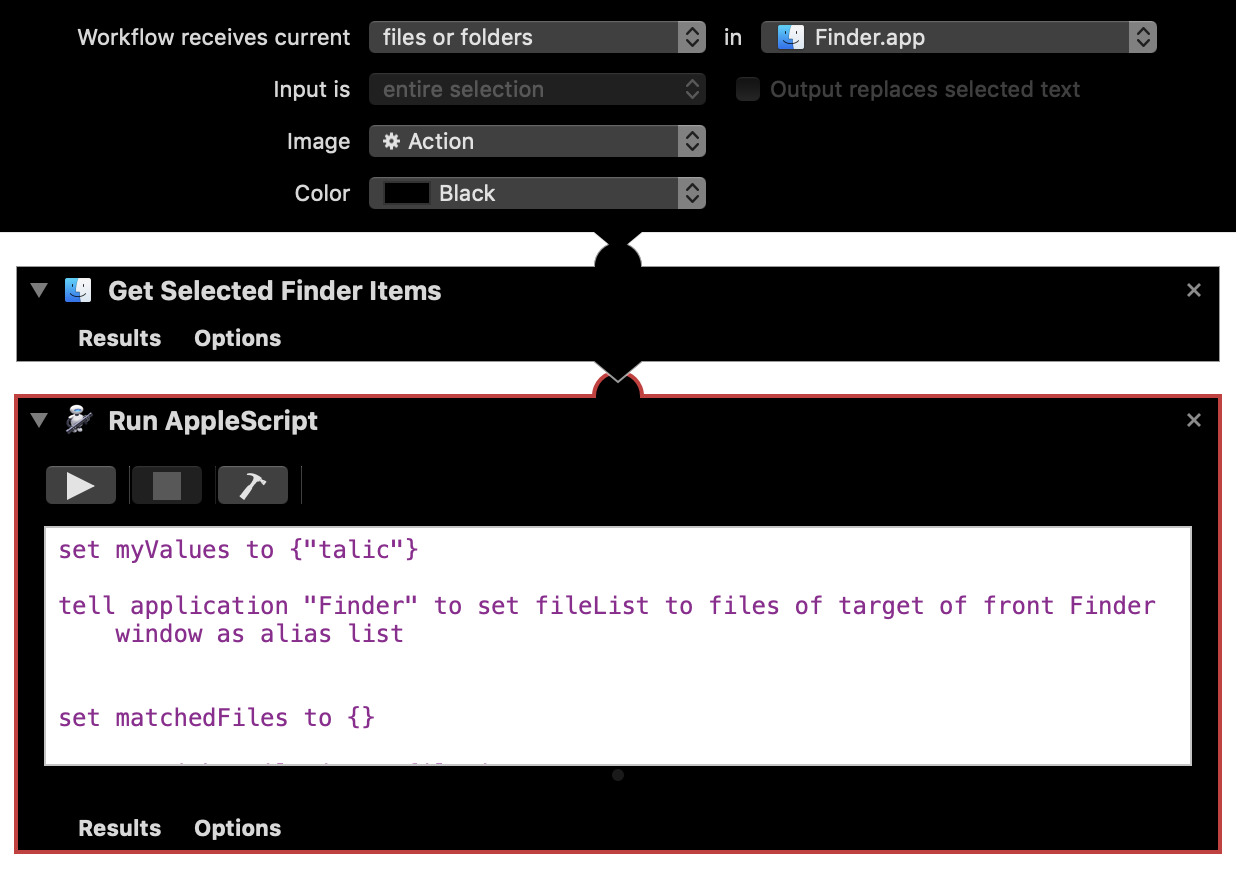 Workflow receives current files or folders in Finder.app
Input is entire selection Output replaces selected text
Image Action
Color Black
Get Selected Finder Items
Results Options
Run AppleScript
set myValues to {"talic"}
tell application "Finder" to set fileList to files of target of front Finder
window as alias list
set matchedFiles to {}
Results Options